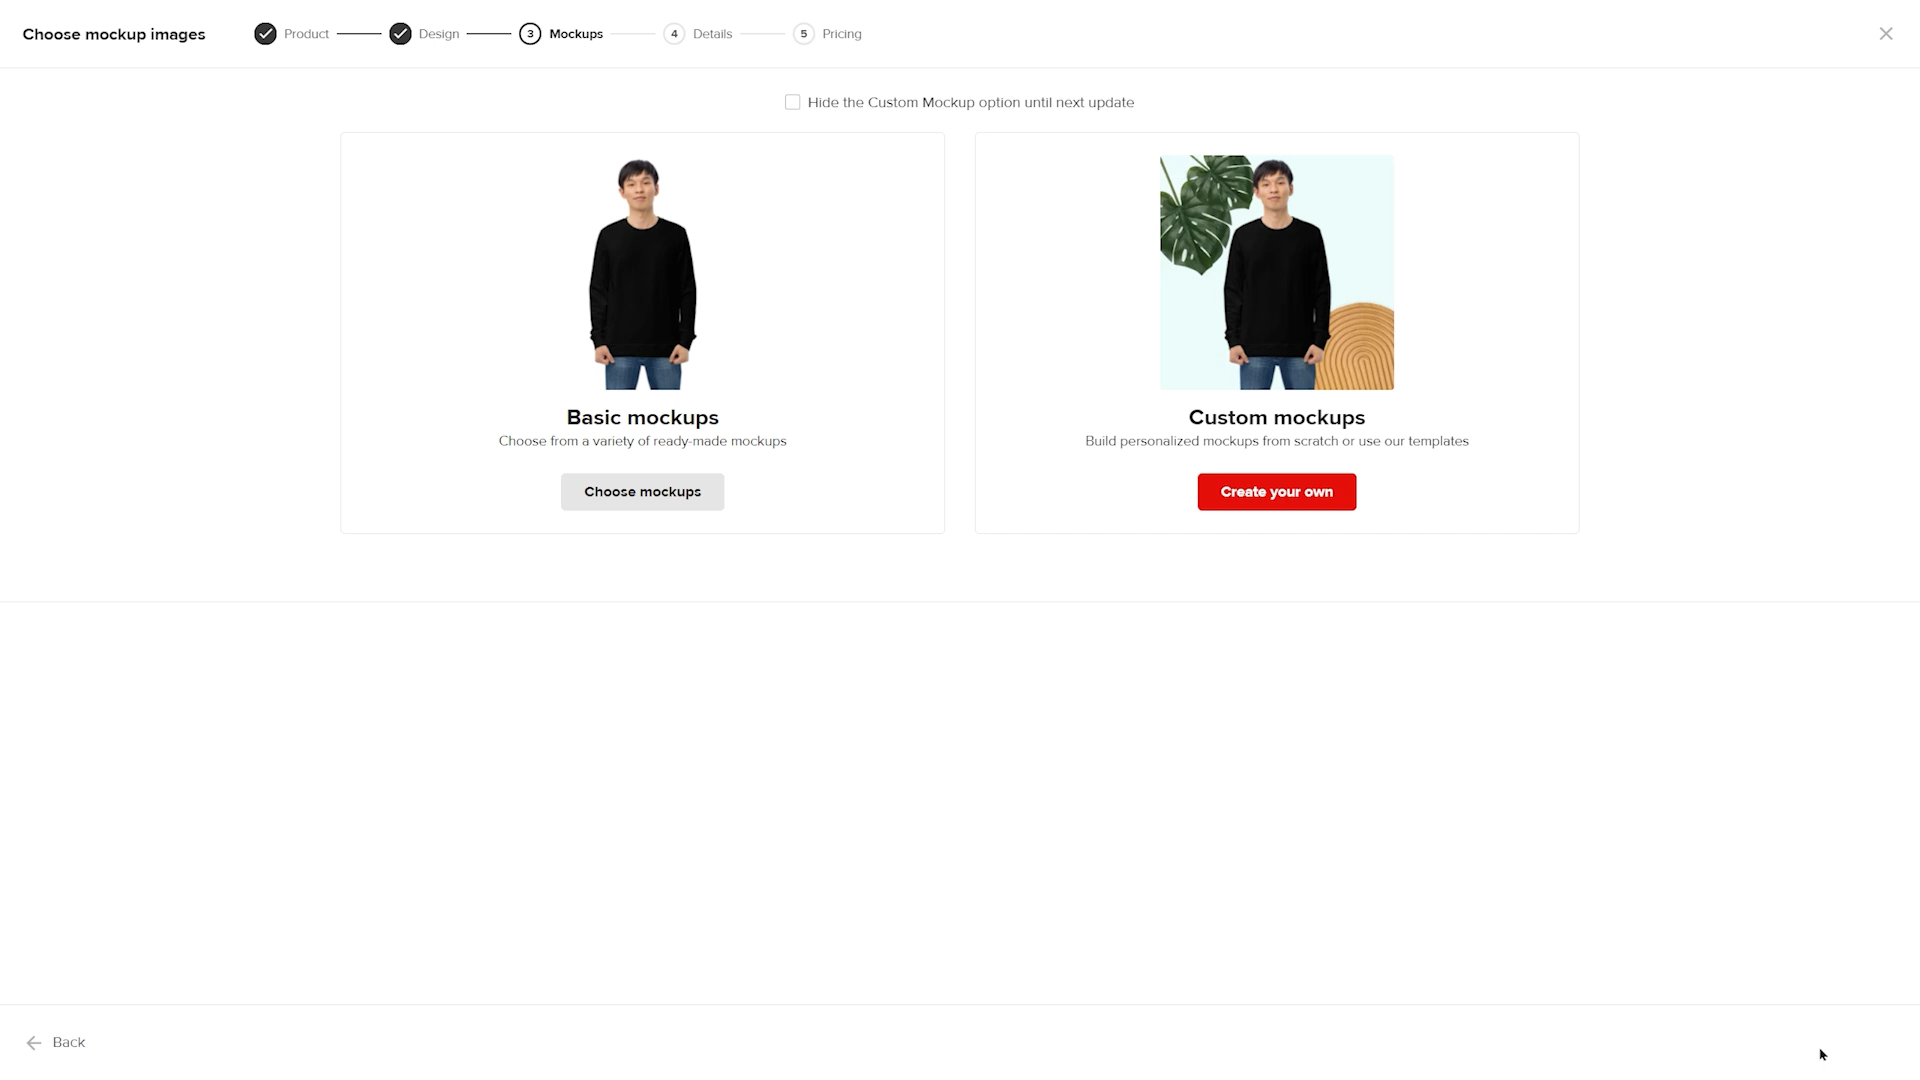 Choose mockup images
Product
Design
3 Mockups
4 Details
5 Pricing
Hide the Custom Mockup option until next update
Basic mockups
Choose from a variety of ready-made mockups
Choose mockups
Custom mockups
Build personalized mockups from scratch or use our templates
Create your own
Back